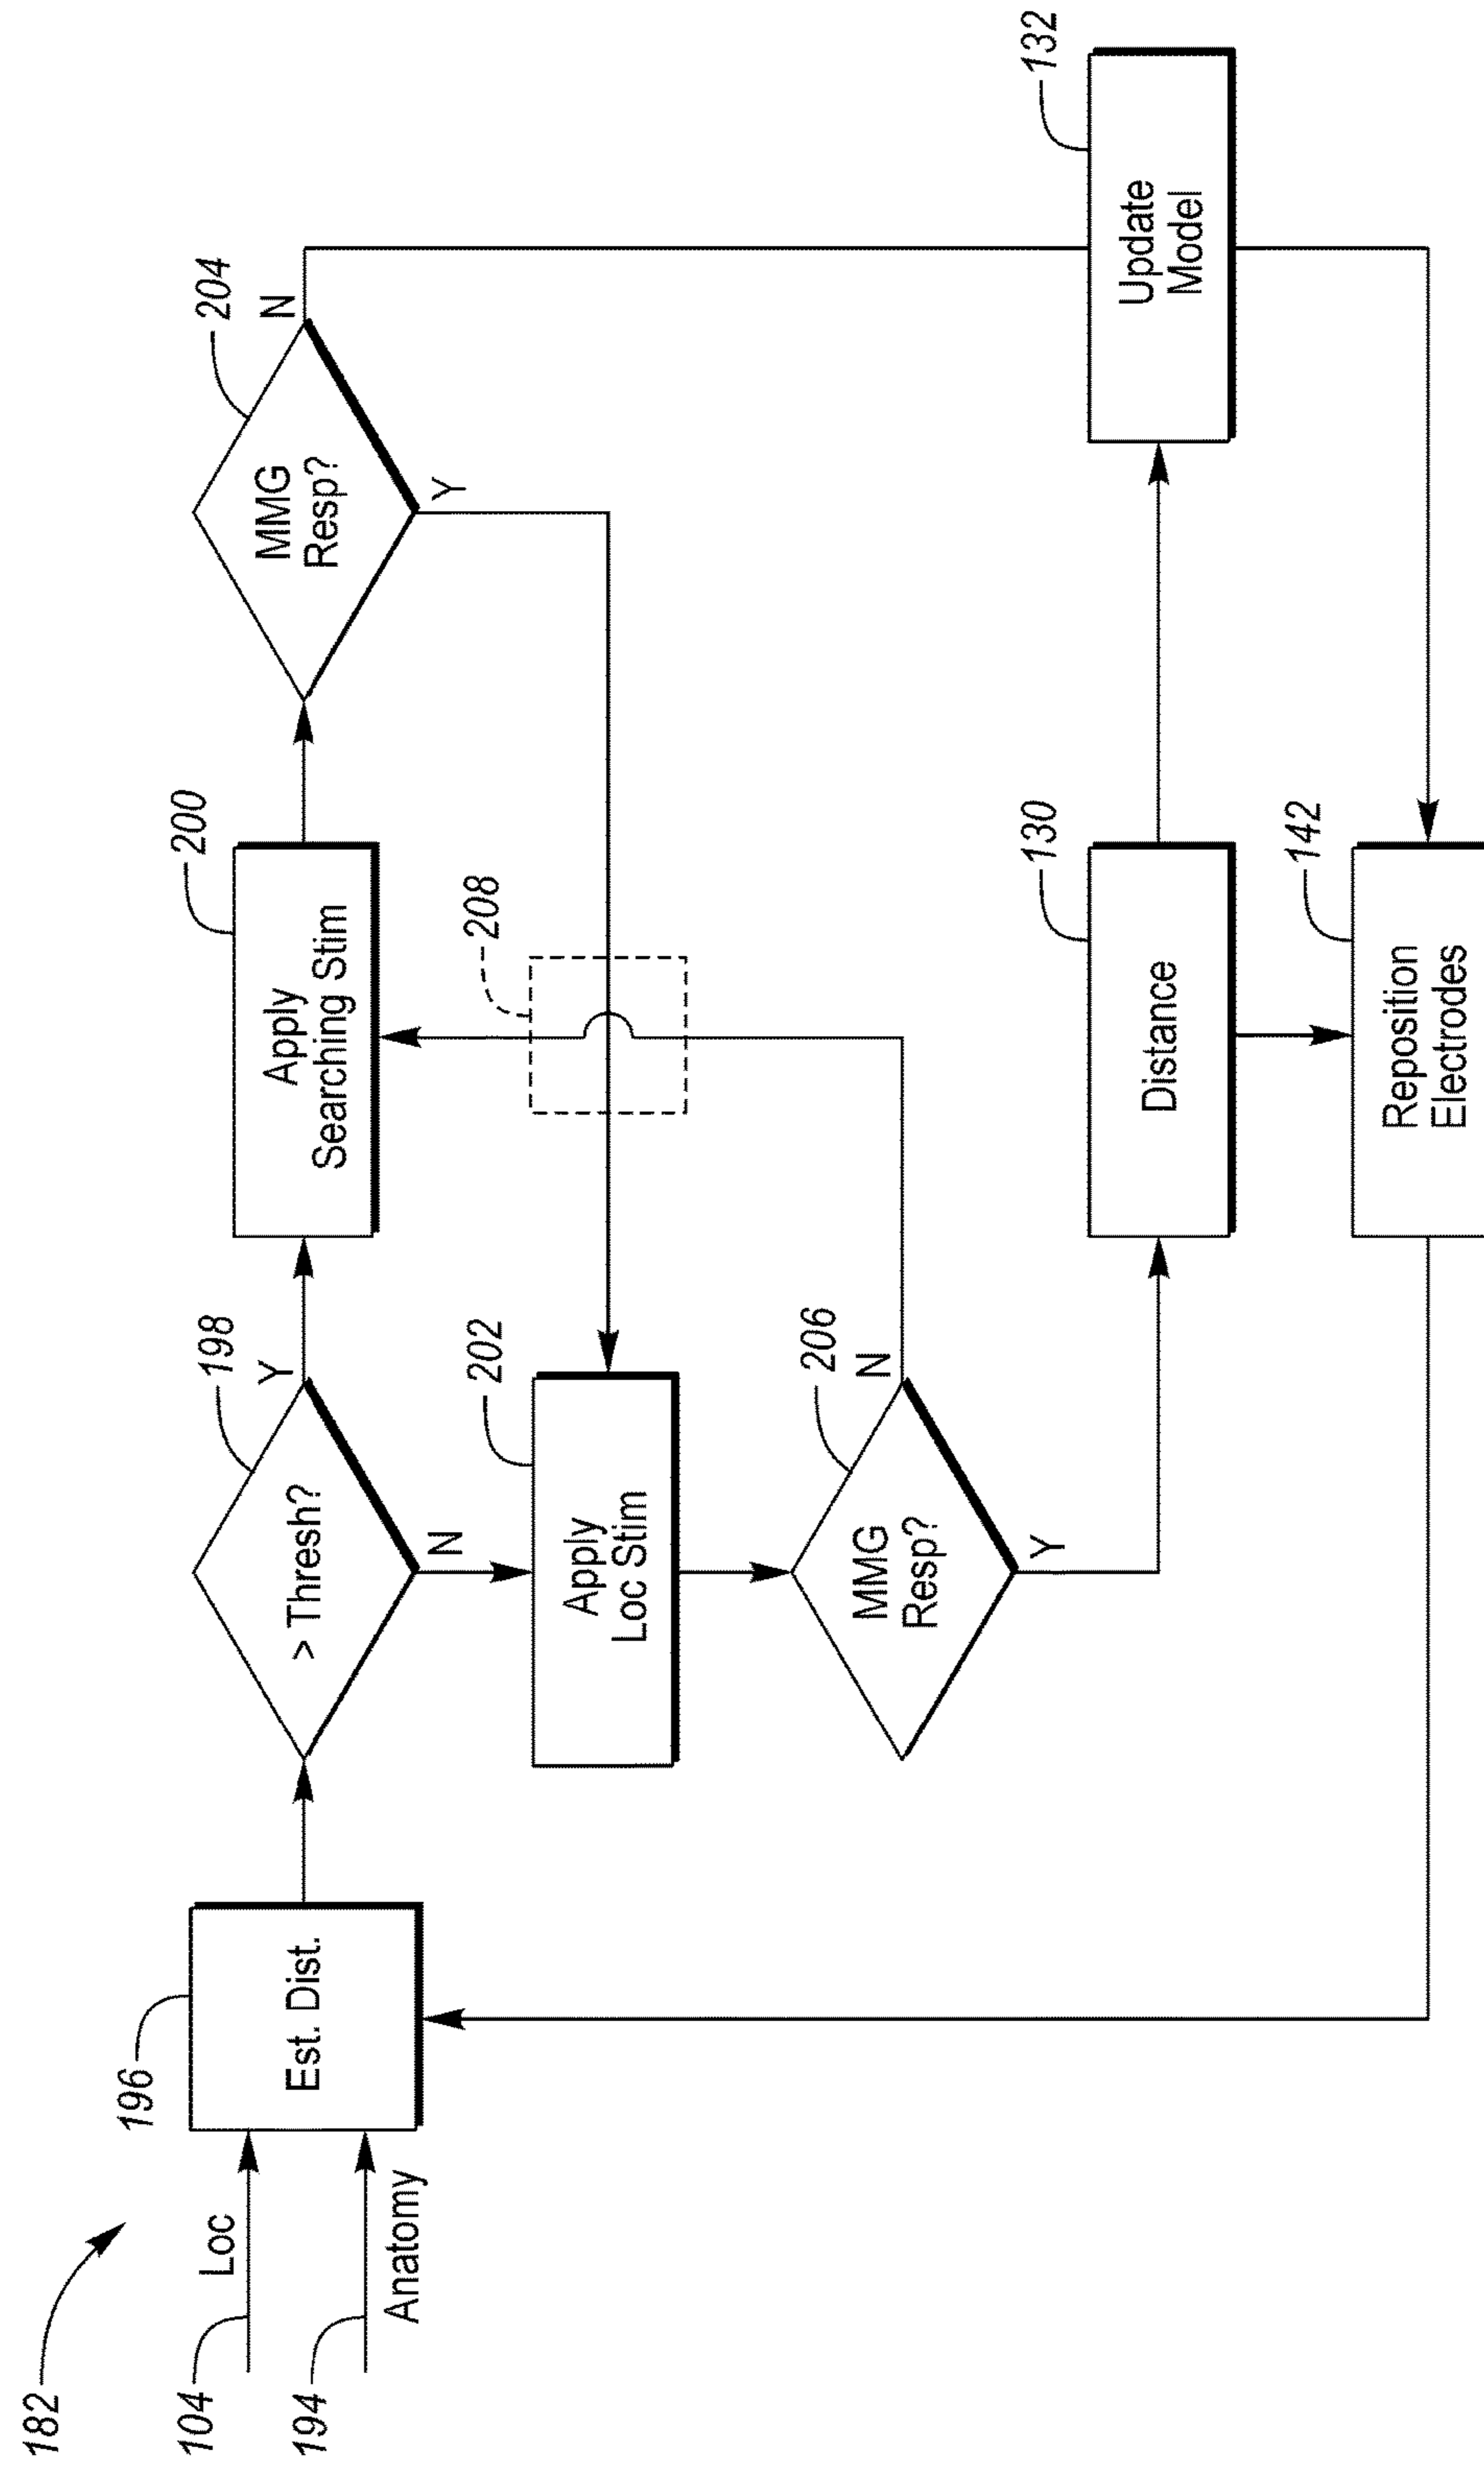 182
104
Loc
194
Anatomy
196
Est. Dist.
198
> Thresh?
Y
N
200
Apply
Searching Stim
204
MMG
Resp?
N
Y
208
202
Apply
Loc Stim
206
MMG
Resp?
N
Y
130
Distance
132
Update
Model
142
Reposition
Electrodes